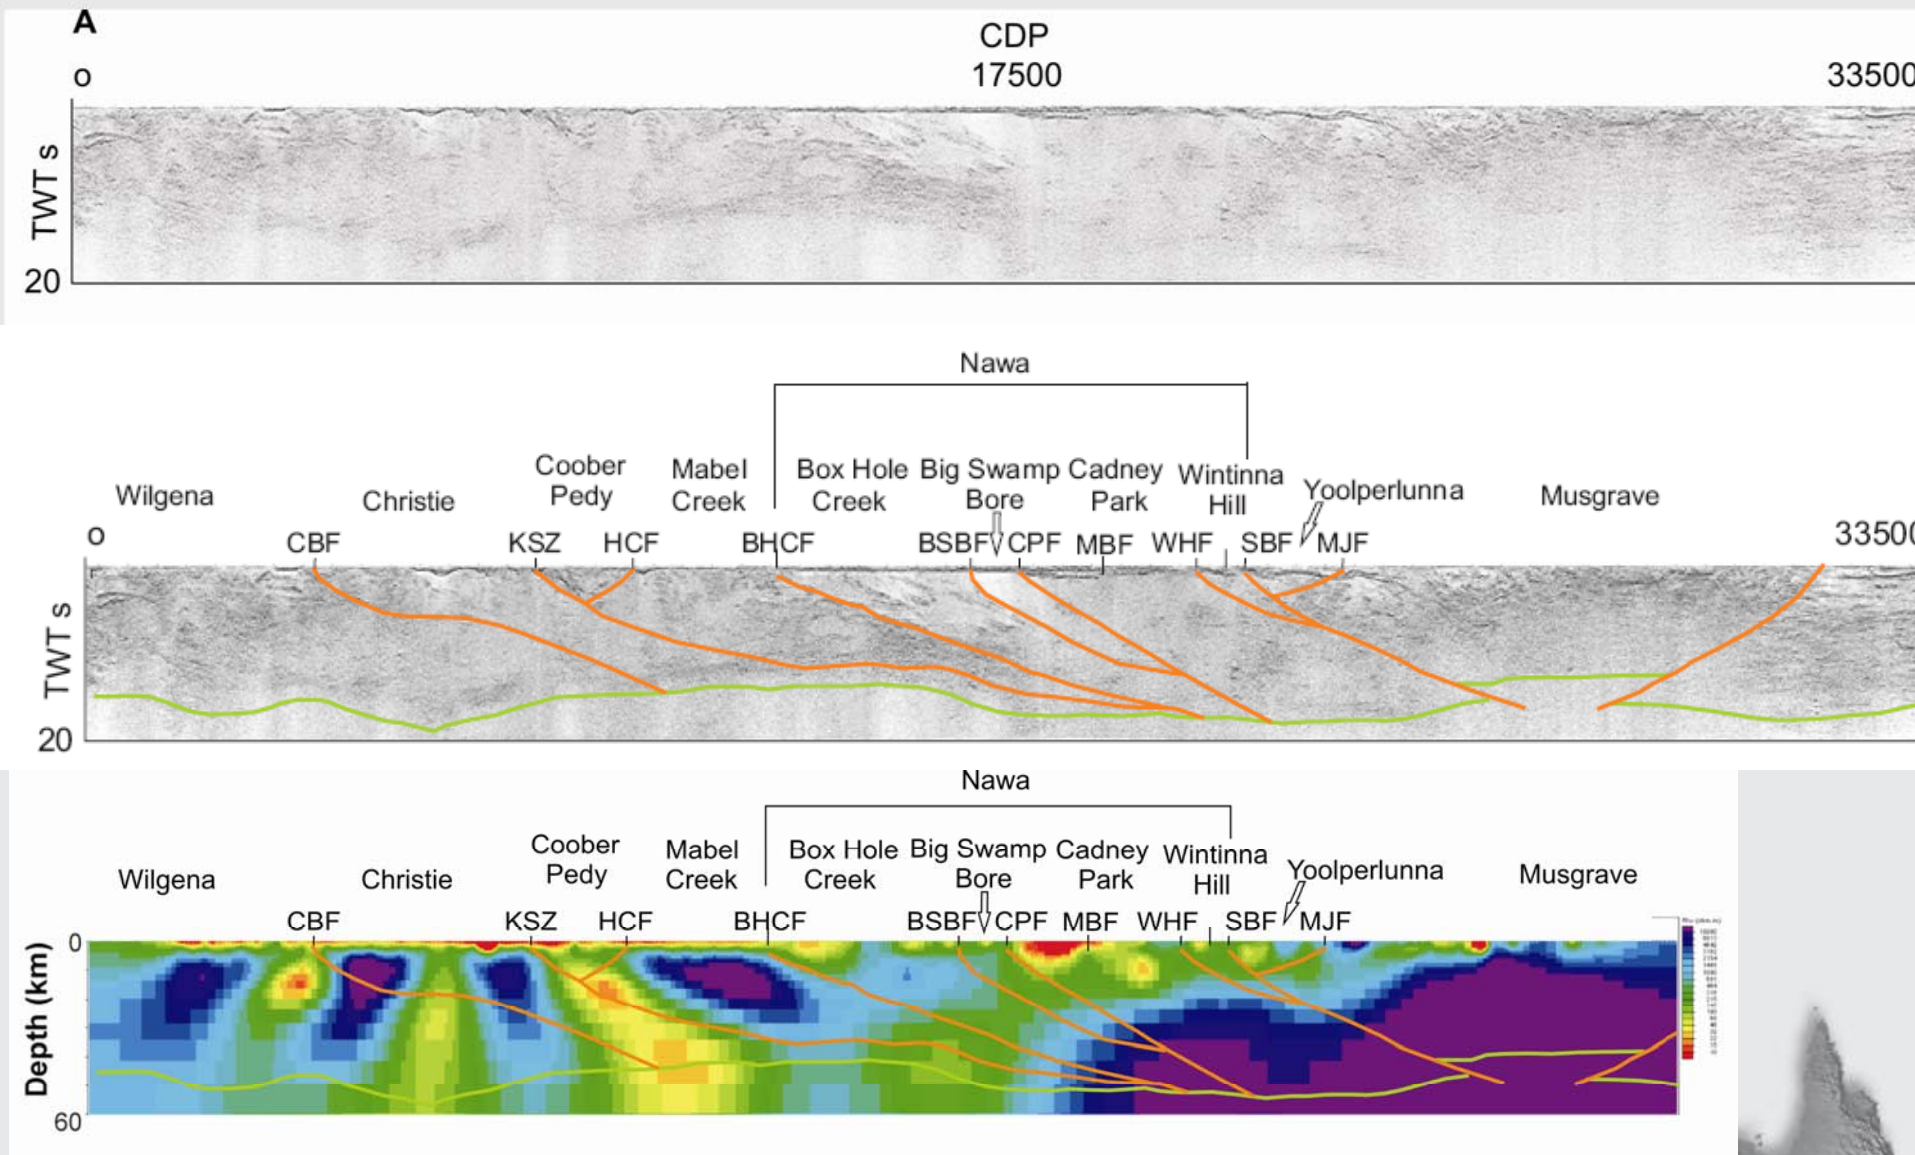 A
CDP
o 17500 33500
TWT s
20
Nawa
Coober Mabel Box Hole Big Swamp Cadney Wintinna
Wilgena Christie Pedy Creek Creek Bore Park Hill Yoolperlunna Musgrave
o CBF KSZ HCF BHCF BSBF CPF MBF WHF SBF MJF 33500
TWT s
20
Nawa
Coober Mabel Box Hole Big Swamp Cadney Wintinna
Wilgena Christie Pedy Creek Creek Bore Park Hill Yoolperlunna Musgrave
CBF KSZ HCF BHCF BSBF CPF MBF WHF SBF MJF
0
Depth (km)
60